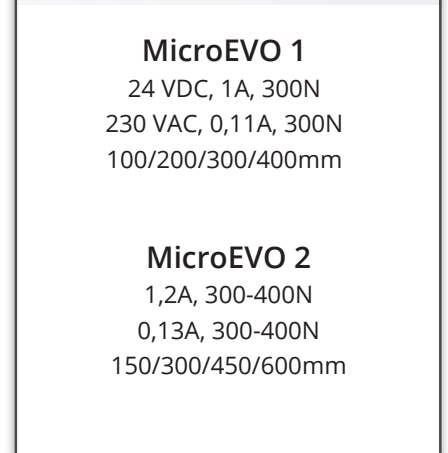 MicroEVO 1
24 VDC, 1A, 300N
230 VAC, 0,11A, 300N
100/200/300/400mm
MicroEVO 2
1,2A, 300-400N
0,13A, 300-400N
150/300/450/600mm